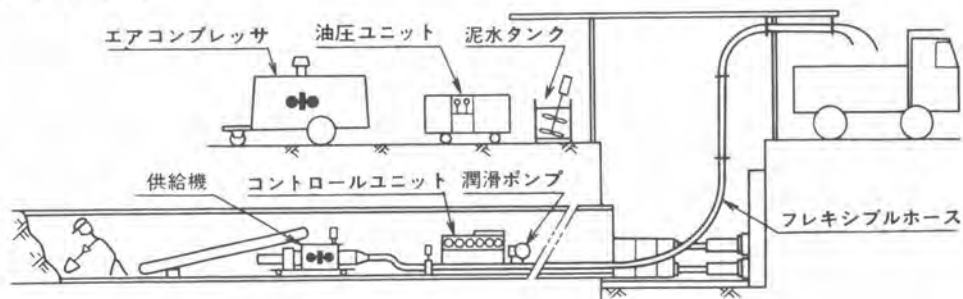 エアコンプレッサ
油圧ユニット
泥水タンク
供給機
コントロールユニット
潤滑ポンプ
フレキシブルホース